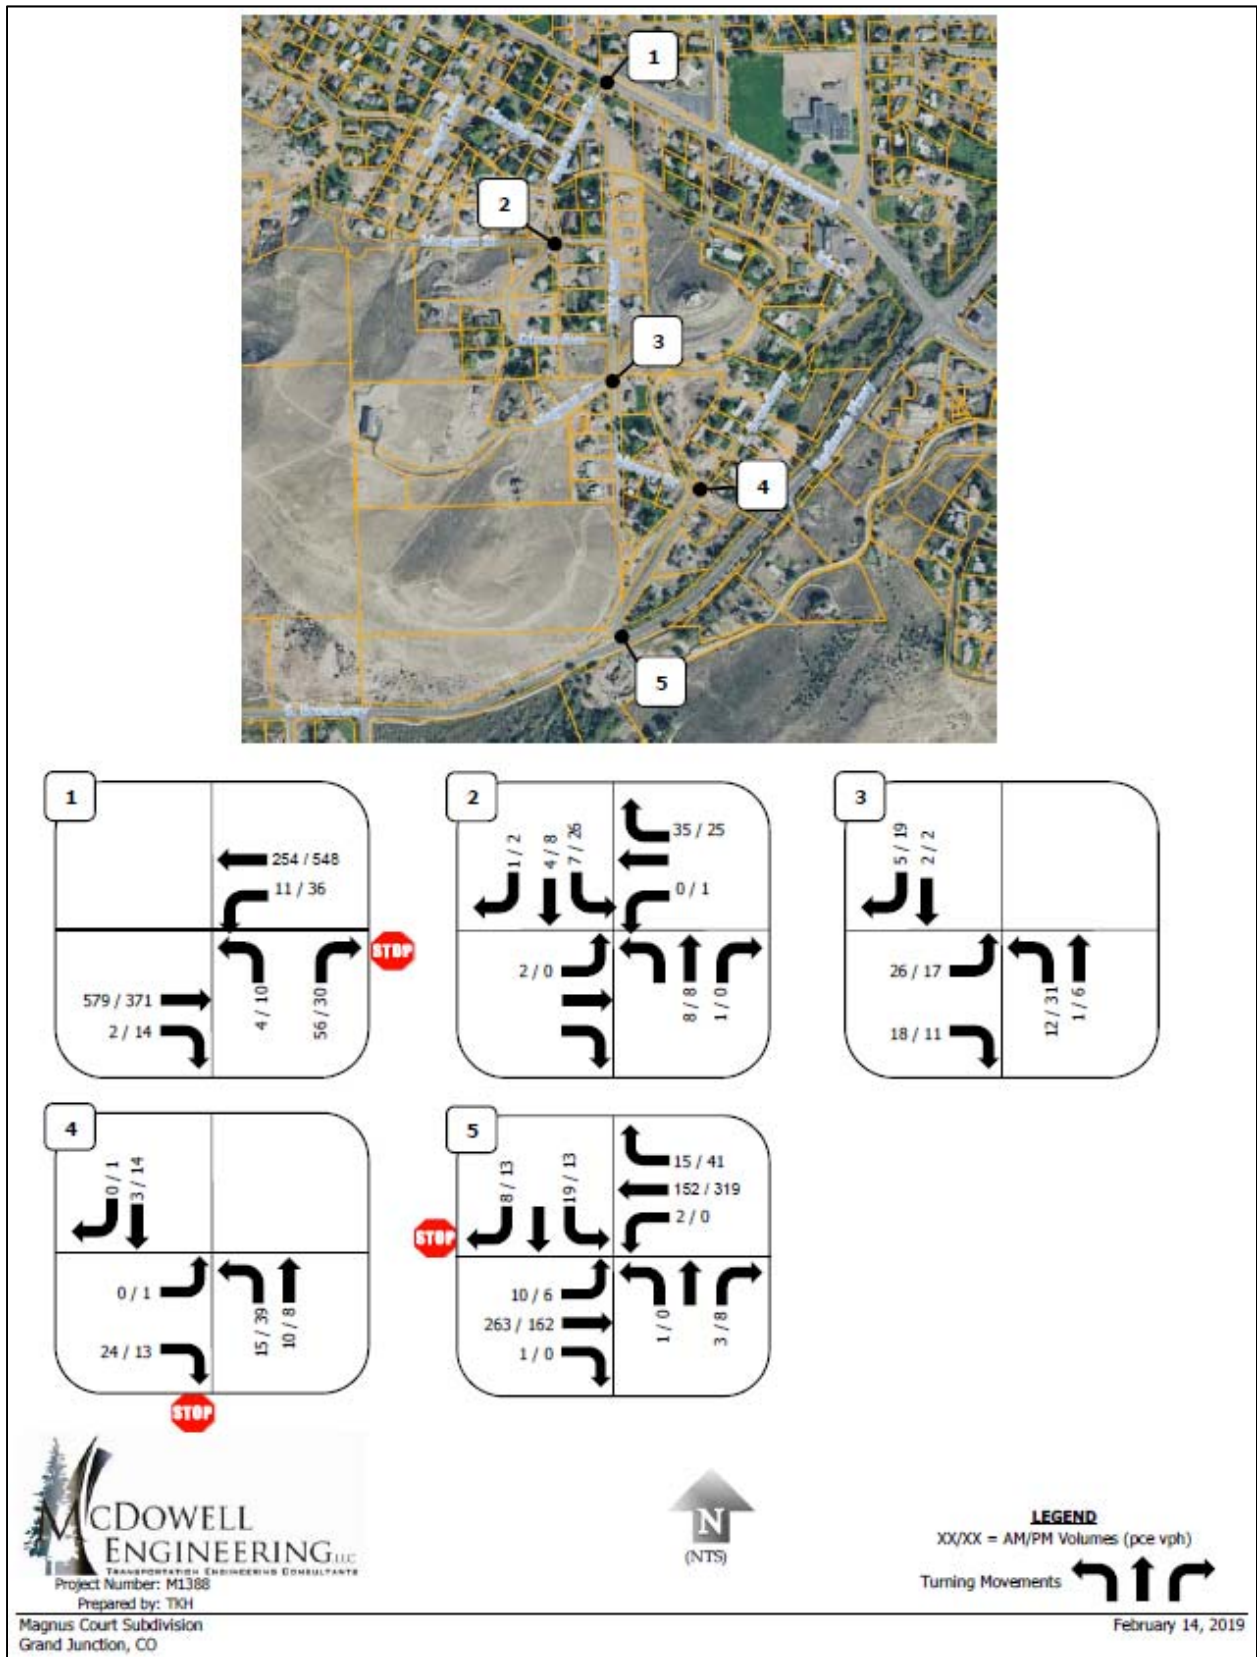 1
2
3
4
5
1
254 / 548
11 / 36
579 / 371
2 / 14
4 / 10
56 / 30
STOP
2
1 / 2
4 / 8
7 / 26
35 / 25
0 / 1
2 / 0
8 / 8
1 / 0
3
5 / 19
2 / 2
26 / 17
18 / 11
12 / 31
1 / 6
4
0 / 1
3 / 14
0 / 1
24 / 13
15 / 39
10 / 8
STOP
5
8 / 13
19 / 13
15 / 41
152 / 319
2 / 0
STOP
10 / 6
263 / 162
1 / 0
1 / 0
3 / 8
MCDOWELL
ENGINEERING LLC
TRANSPORTATION ENGINEERING CONSULTANTS
Project Number: M1388
Prepared by: TKH
Magnus Court Subdivision
Grand Junction, CO
N
(NTS)
LEGEND
XX/XX = AM/PM Volumes (pce vph)
Turning Movements
February 14, 2019